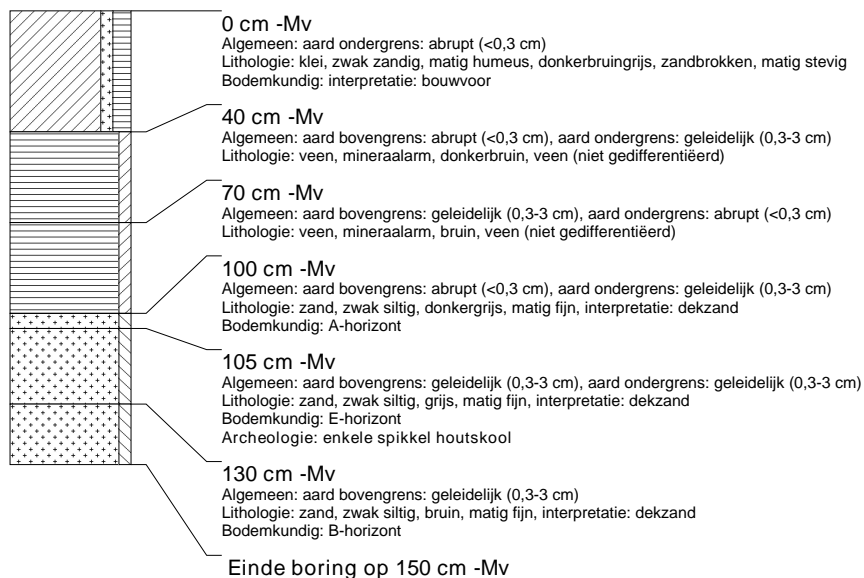 0 cm -Mv
Algemeen: aard ondergrens: abrupt (<0,3 cm)
Lithologie: klei, zwak zandig, matig humeus, donkerbruingrijs, zandbrokken, matig stevig
Bodemkundig: interpretatie: bouwvoor
40 cm -Mv
Algemeen: aard bovengrens: abrupt (<0,3 cm), aard ondergrens: geleidelijk (0,3-3 cm)
Lithologie: veen, mineraalarm, donkerbruin, veen (niet gedifferentiëerd)
70 cm -Mv
Algemeen: aard bovengrens: geleidelijk (0,3-3 cm), aard ondergrens: abrupt (<0,3 cm)
Lithologie: veen, mineraalarm, bruin, veen (niet gedifferentiëerd)
100 cm -Mv
Algemeen: aard bovengrens: abrupt (<0,3 cm), aard ondergrens: geleidelijk (0,3-3 cm)
Lithologie: zand, zwak siltig, donkergrijs, matig fijn, interpretatie: dekzand
Bodemkundig: A-horizont
105 cm -Mv
Algemeen: aard bovengrens: geleidelijk (0,3-3 cm), aard ondergrens: geleidelijk (0,3-3 cm)
Lithologie: zand, zwak siltig, grijs, matig fijn, interpretatie: dekzand
Bodemkundig: E-horizont
Archeologie: enkele spikkel houtskool
130 cm -Mv
Algemeen: aard bovengrens: geleidelijk (0,3-3 cm)
Lithologie: zand, zwak siltig, bruin, matig fijn, interpretatie: dekzand
Bodemkundig: B-horizont
Einde boring op 150 cm -Mv